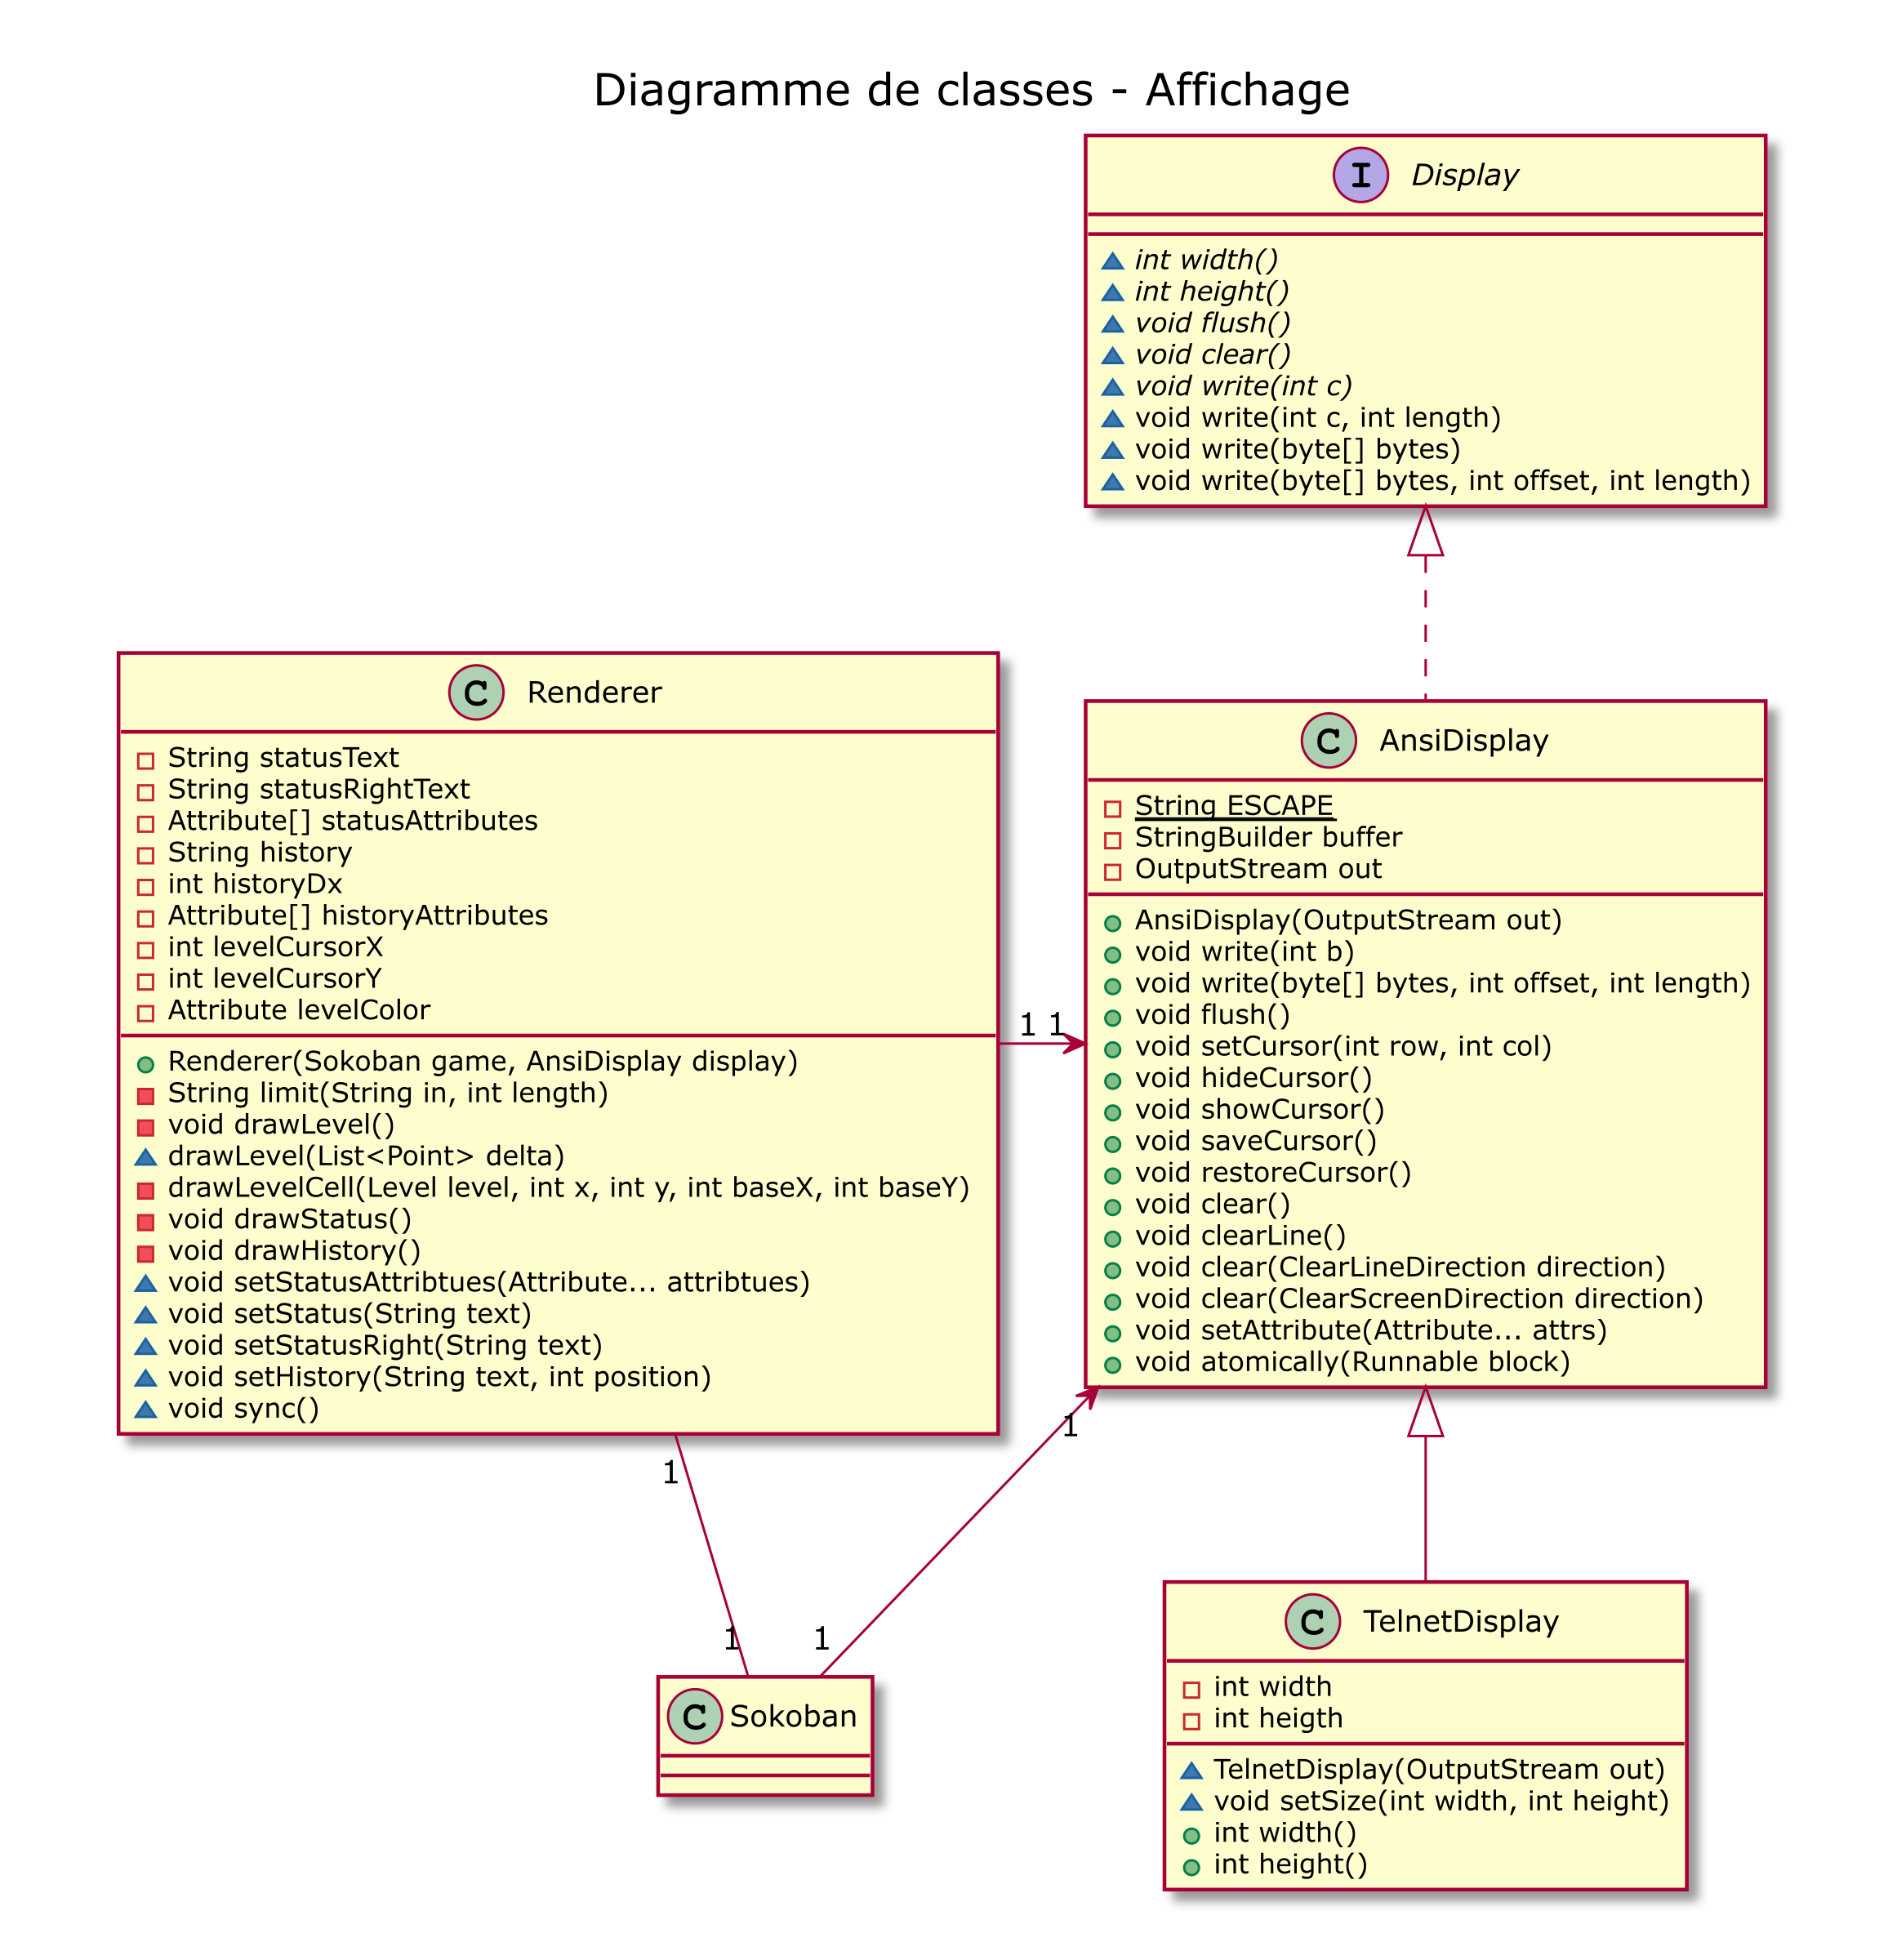 Diagramme de classes - Affichage
I Display
int width()
int height()
void flush()
void clear()
void write(int c)
void write(int c, int length)
void write(byte[] bytes)
void write(byte[] bytes, int offset, int length)
C Renderer
String statusText
String statusRightText
Attribute[] statusAttributes
String history
int historyDx
Attribute[] historyAttributes
int levelCursorX
int levelCursorY
Attribute levelColor
Renderer(Sokoban game, AnsiDisplay display)
String limit(String in, int length)
void drawLevel()
drawLevel(List<Point> delta)
drawLevelCell(Level level, int x, int y, int baseX, int baseY)
void drawStatus()
void drawHistory()
void setStatusAttribtues(Attribute... attribtues)
void setStatus(String text)
void setStatusRight(String text)
void setHistory(String text, int position)
void sync()
1 1
C AnsiDisplay
String ESCAPE
StringBuilder buffer
OutputStream out
AnsiDisplay(OutputStream out)
void write(int b)
void write(byte[] bytes, int offset, int length)
void flush()
void setCursor(int row, int col)
void hideCursor()
void showCursor()
void saveCursor()
void restoreCursor()
void clear()
void clearLine()
void clear(ClearLineDirection direction)
void clear(ClearScreenDirection direction)
void setAttribute(Attribute... attrs)
void atomically(Runnable block)
1
1
1
1
C Sokoban
C TelnetDisplay
int width
int heigth
TelnetDisplay(OutputStream out)
void setSize(int width, int height)
int width()
int height()